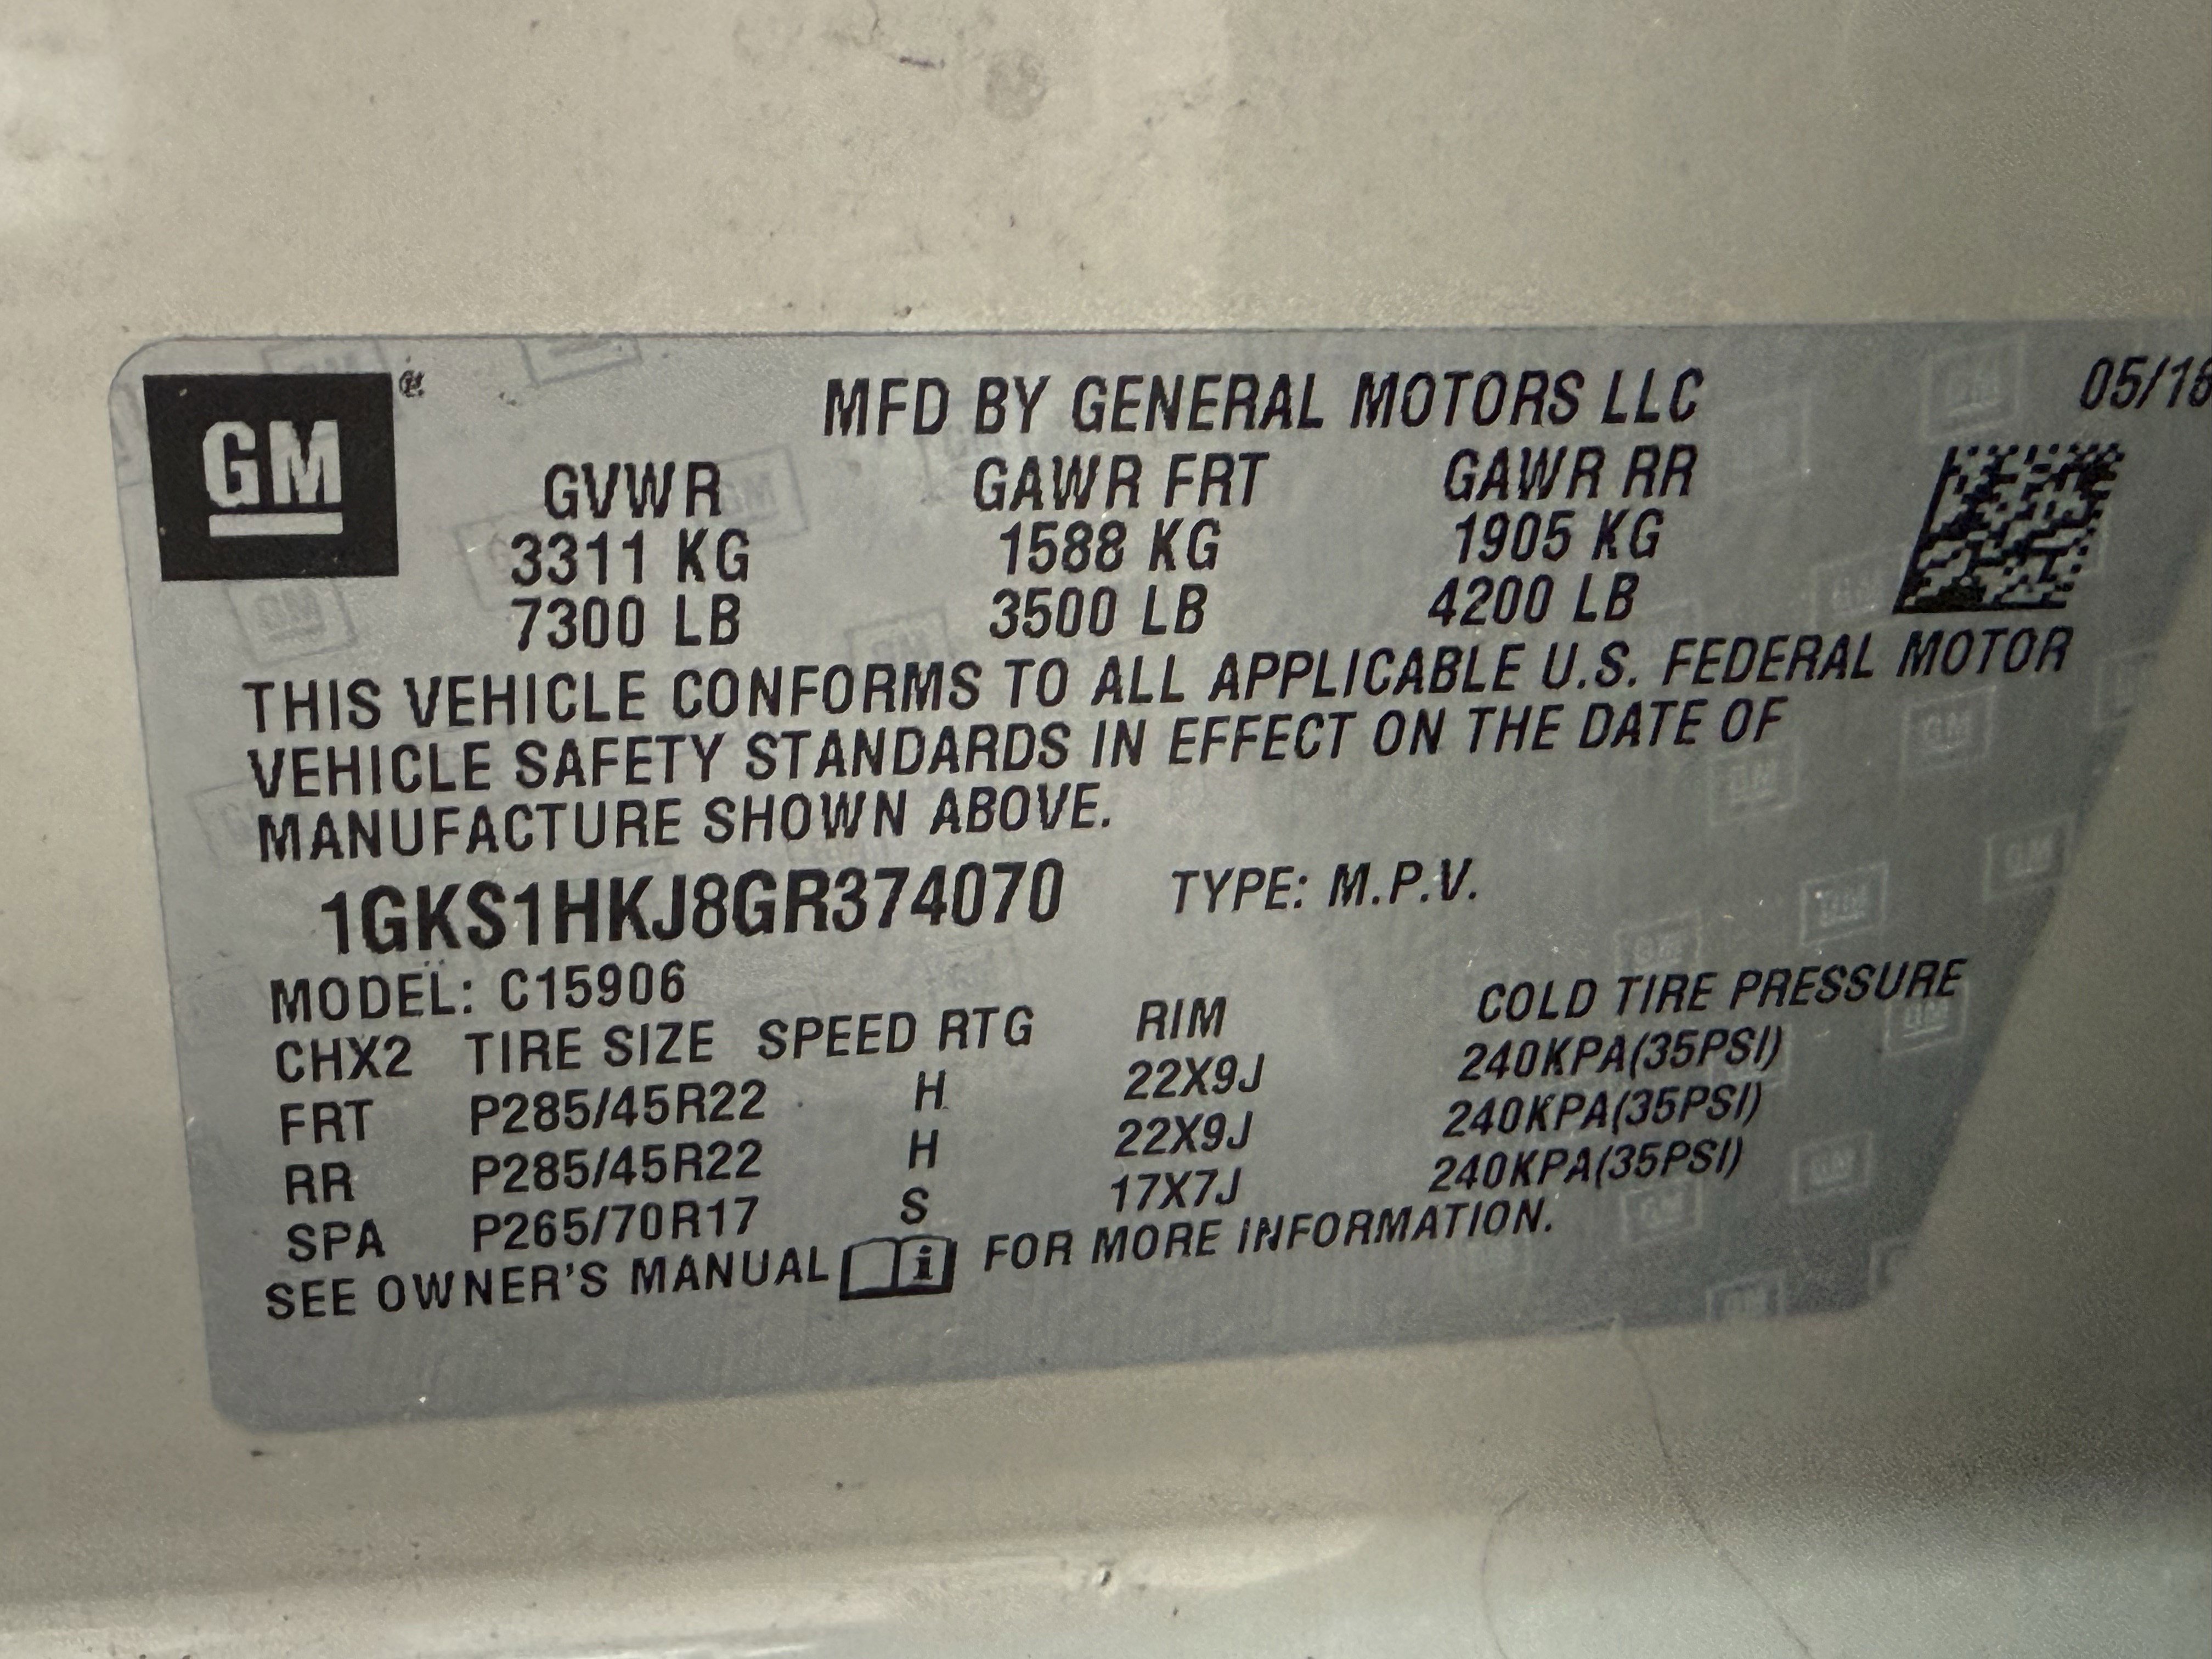 GM
MFD BY GENERAL MOTORS LLC 05/16
GVWR GAWR FRT GAWR RR
3311 KG 1588 KG 1905 KG
7300 LB 3500 LB 4200 LB
THIS VEHICLE CONFORMS TO ALL APPLICABLE U.S. FEDERAL MOTOR
VEHICLE SAFETY STANDARDS IN EFFECT ON THE DATE OF
MANUFACTURE SHOWN ABOVE.
1GKS1HKJ8GR374070 TYPE: M.P.V.
MODEL: C15906
CHX2 TIRE SIZE SPEED RTG RIM COLD TIRE PRESSURE
FRT P285/45R22 H 22X9J 240KPA(35PSI)
RR P285/45R22 H 22X9J 240KPA(35PSI)
SPA P265/70R17 S 17X7J 240KPA(35PSI)
SEE OWNER'S MANUAL i FOR MORE INFORMATION.